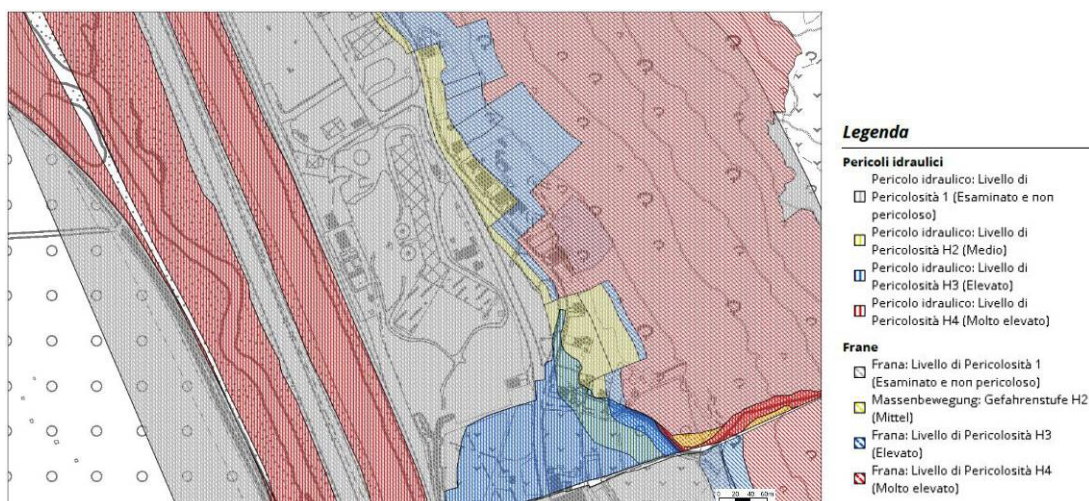 Legenda
Pericoli idraulici
Pericolo idraulico: Livello di
Pericolosità 1 (Esaminato e non
pericoloso)
Pericolo idraulico: Livello di
Pericolosità H2 (Medio)
Pericolo idraulico: Livello di
Pericolosità H3 (Elevato)
Pericolo idraulico: Livello di
Pericolosità H4 (Molto elevato)
Frane
Frana: Livello di Pericolosità 1
(Esaminato e non pericoloso)
Massenbewegung: Gefahrenstufe H2
(Mittel)
Frana: Livello di Pericolosità H3
(Elevato)
Frana: Livello di Pericolosità H4
(Molto elevato)
0 20 40 60m